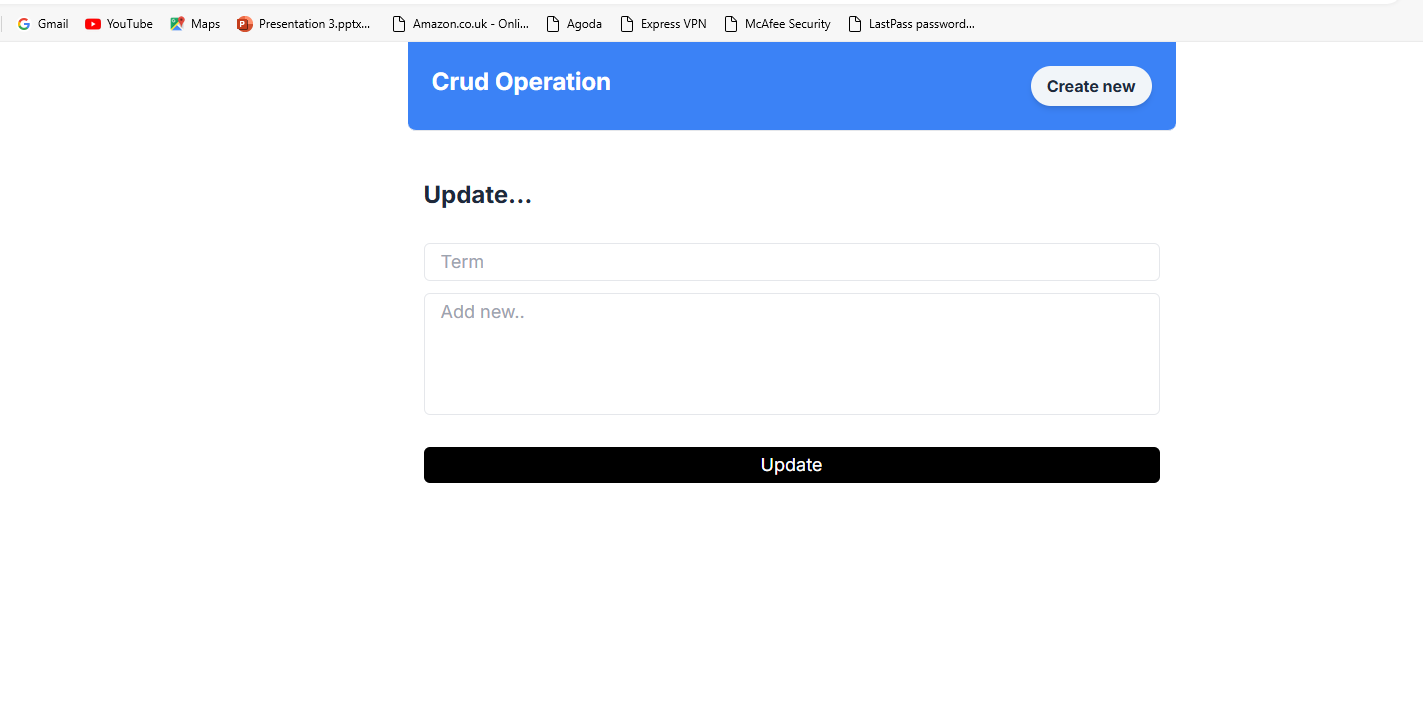 Gmail YouTube Maps Presentation 3.pptx... Amazon.co.uk - Onli... Agoda Express VPN McAfee Security LastPass password...
Crud Operation Create new
Update...
Term
Add new..
Update